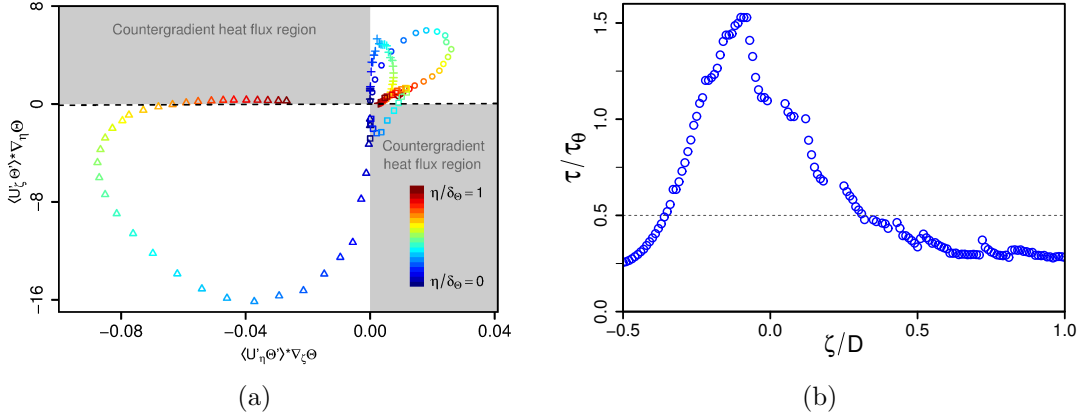 Countergradient heat flux region
8
0
−8
−16
⟨U'ζΘ'⟩*∇ηΘ
Countergradient
heat flux region
η/δΘ = 1
η/δΘ = 0
−0.08
−0.04
0.00
0.04
⟨U'ηΘ'⟩*∇ζΘ
(a)
1.5
1.0
0.5
0.0
τ/τθ
−0.5
0.0
0.5
1.0
ζ/D
(b)